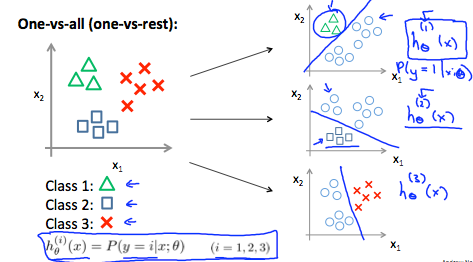 One-vs-all (one-vs-rest):
x₂
x₁
Class 1: △ ←
Class 2: □ ←
Class 3: × ←
h_θ^(i)(x) = P(y = i|x; θ) (i = 1, 2, 3)
x₂
x₁
h_θ^(1)(x)
P(y=1|x;θ)
x₂
x₁
h_θ^(2)(x)
x₂
x₁
h_θ^(3)(x)